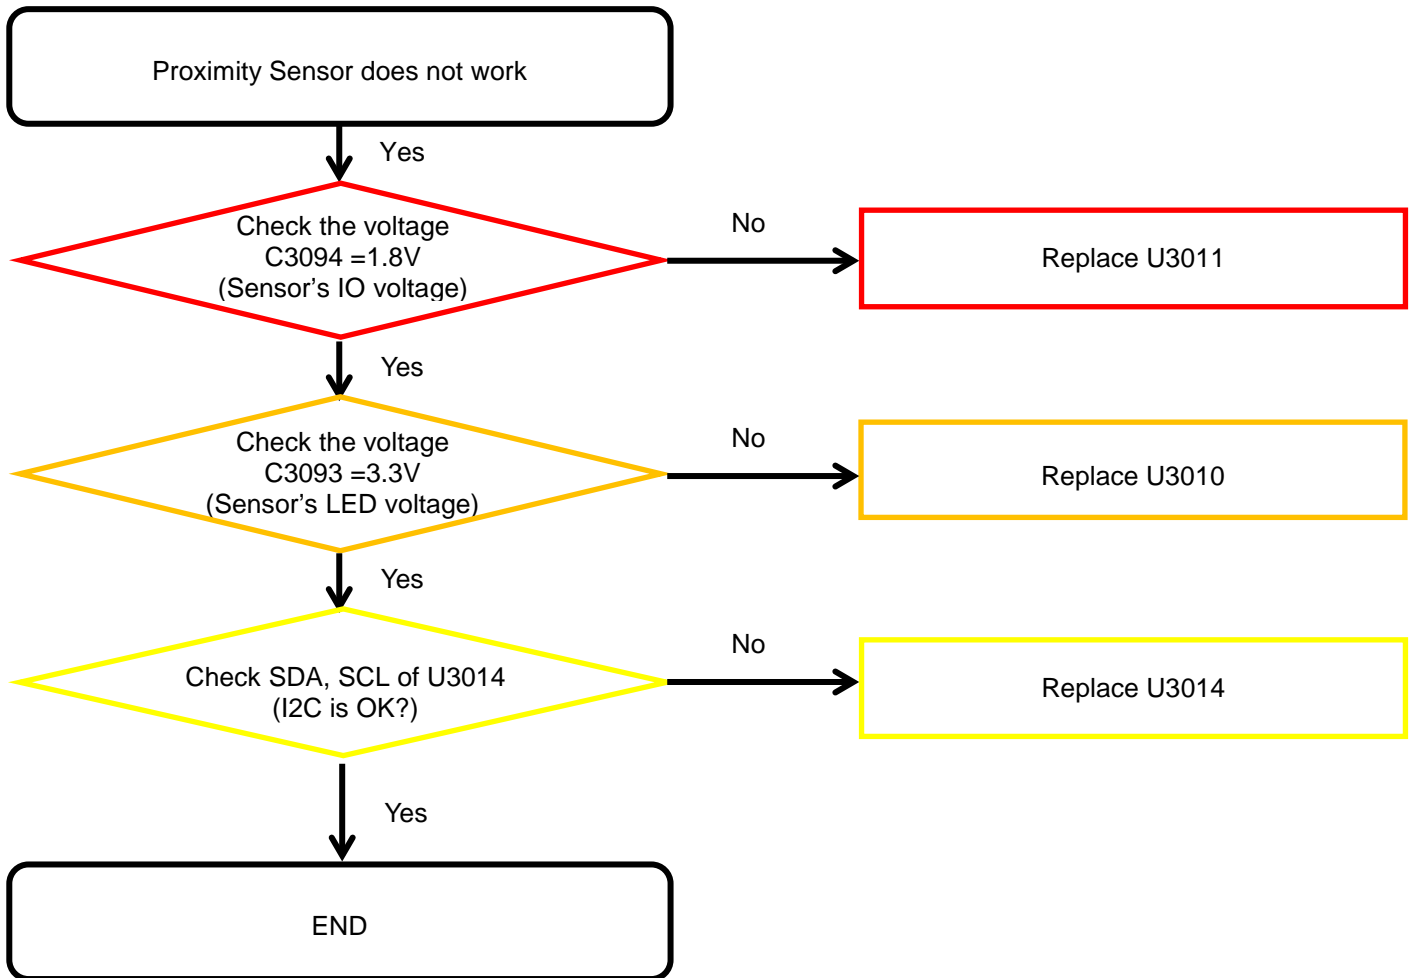 Proximity Sensor does not work
Yes
Check the voltage
C3094 =1.8V
(Sensor's IO voltage)
No
Replace U3011
Yes
Check the voltage
C3093 =3.3V
(Sensor's LED voltage)
No
Replace U3010
Yes
Check SDA, SCL of U3014
(I2C is OK?)
No
Replace U3014
Yes
END